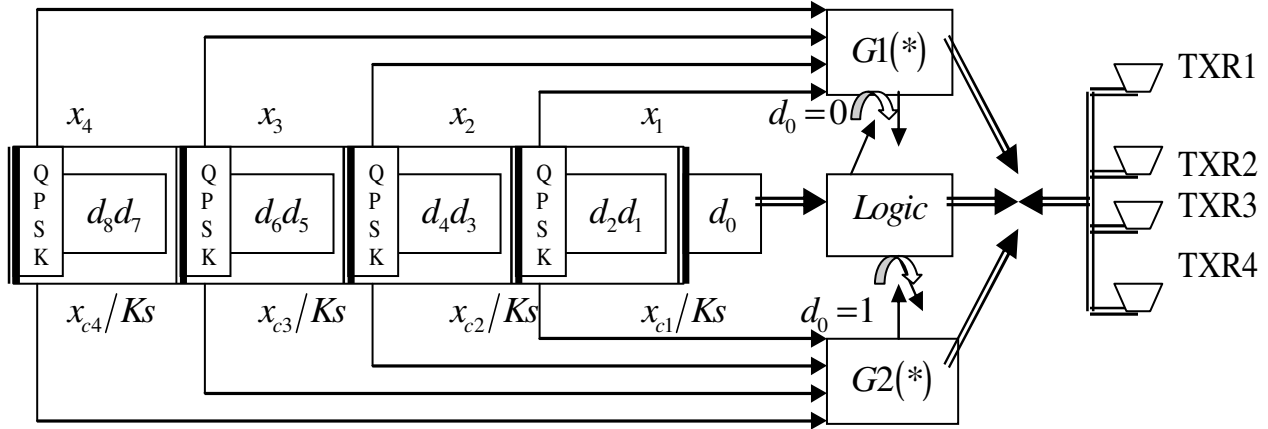 G1(*)
TXR1
x4 x3 x2 x1 d0 = 0
QPSK d8d7 QPSK d6d5 QPSK d4d3 QPSK d2d1 d0 Logic
TXR2
TXR3
TXR4
xc4/Ks xc3/Ks xc2/Ks xc1/Ks d0 = 1
G2(*)